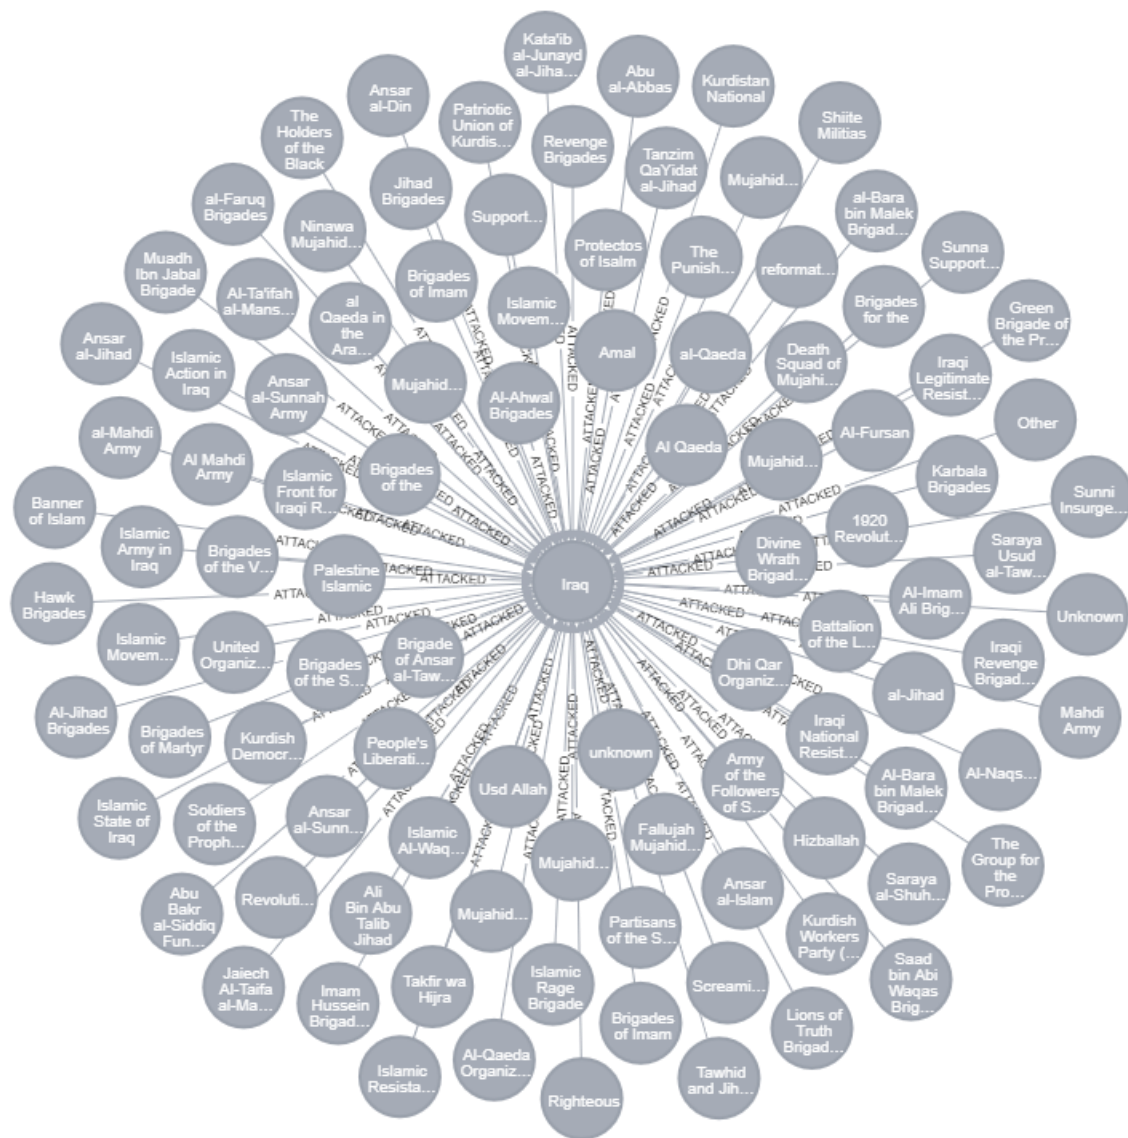 Kata'ib
al-Junayd
al-Jiha...
Ansar
al-Din
Abu
al-Abbas
Kurdistan
National
Patriotic
Union of
Kurdis...
The
Holders
of the
Black
Shiite
Militias
Revenge
Brigades
Tanzim
QaYidat
al-Jihad
Jihad
Brigades
Mujahid...
al-Faruq
Brigades
Ninawa
Mujahid...
Support...
al-Bara
bin Malek
Brigad...
Sunna
Support...
Muadh
Ibn Jabal
Brigade
Al-Ta'ifah
al-Mans...
Brigades
of Imam
Protectos
of Isalm
The
Punish...
reformat...
al
Qaeda in
the
Ara...
Islamic
Movem...
Brigades
for the
Green
Brigade of
the Pr...
Ansar
al-Jihad
Islamic
Action in
Iraq
Ansar
al-Sunnah
Army
Mujahid...
Al-Ahwal
Brigades
Amal
al-Qaeda
Death
Squad of
Mujahi...
Iraqi
Legitimate
Resist...
Other
al-Mahdi
Army
Al Mahdi
Army
Islamic
Front for
Iraqi R...
Brigades
of the
Al Qaeda
Mujahid...
Al-Fursan
Karbala
Brigades
Sunni
Insurge...
Banner
of Islam
Islamic
Army in
Iraq
Brigades
of the V...
Palestine
Islamic
Iraq
Divine
Wrath
Brigad...
1920
Revolut...
Saraya
Usud
al-Taw...
Hawk
Brigades
Al-Imam
Ali Brig...
Unknown
Islamic
Movem...
United
Organiz...
Brigades
of the S...
Brigade
of Ansar
al-Taw...
Dhi Qar
Organiz...
Battalion
of the L...
Iraqi
Revenge
Brigad...
Al-Jihad
Brigades
Brigades
of Martyr
Kurdish
Democr...
People's
Liberati...
unknown
Iraqi
National
Resist...
al-Jihad
Mahdi
Army
Islamic
State of
Iraq
Soldiers
of the
Proph...
Ansar
al-Sunn...
Usd Allah
Army
of the
Followers
of S...
Al-Bara
bin Malek
Brigad...
Al-Naqs...
Islamic
Al-Waq...
Mujahid...
Fallujah
Mujahid...
Hizballah
The
Group for
the
Pro...
Abu
Bakr
al-Siddiq
Fun...
Revoluti...
Ali
Bin Abu
Talib
Jihad
Mujahid...
Partisans
of the S...
Ansar
al-Islam
Saraya
al-Shuh...
Kurdish
Workers
Party (...
Jaiech
Al-Taifa
al-Ma...
Imam
Hussein
Brigad...
Takfir wa
Hijra
Islamic
Rage
Brigade
Brigades
of Imam
Screami...
Saad
bin Abi
Waqas
Brig...
Lions of
Truth
Brigad...
Islamic
Resista...
Al-Qaeda
Organiz...
Righteous
Tawhid
and Jih...
ATTACKED
ATTACKED
ATTACKED
ATTACKED
ATTACKED
ATTACKED
ATTACKED
ATTACKED
ATTACKED
ATTACKED